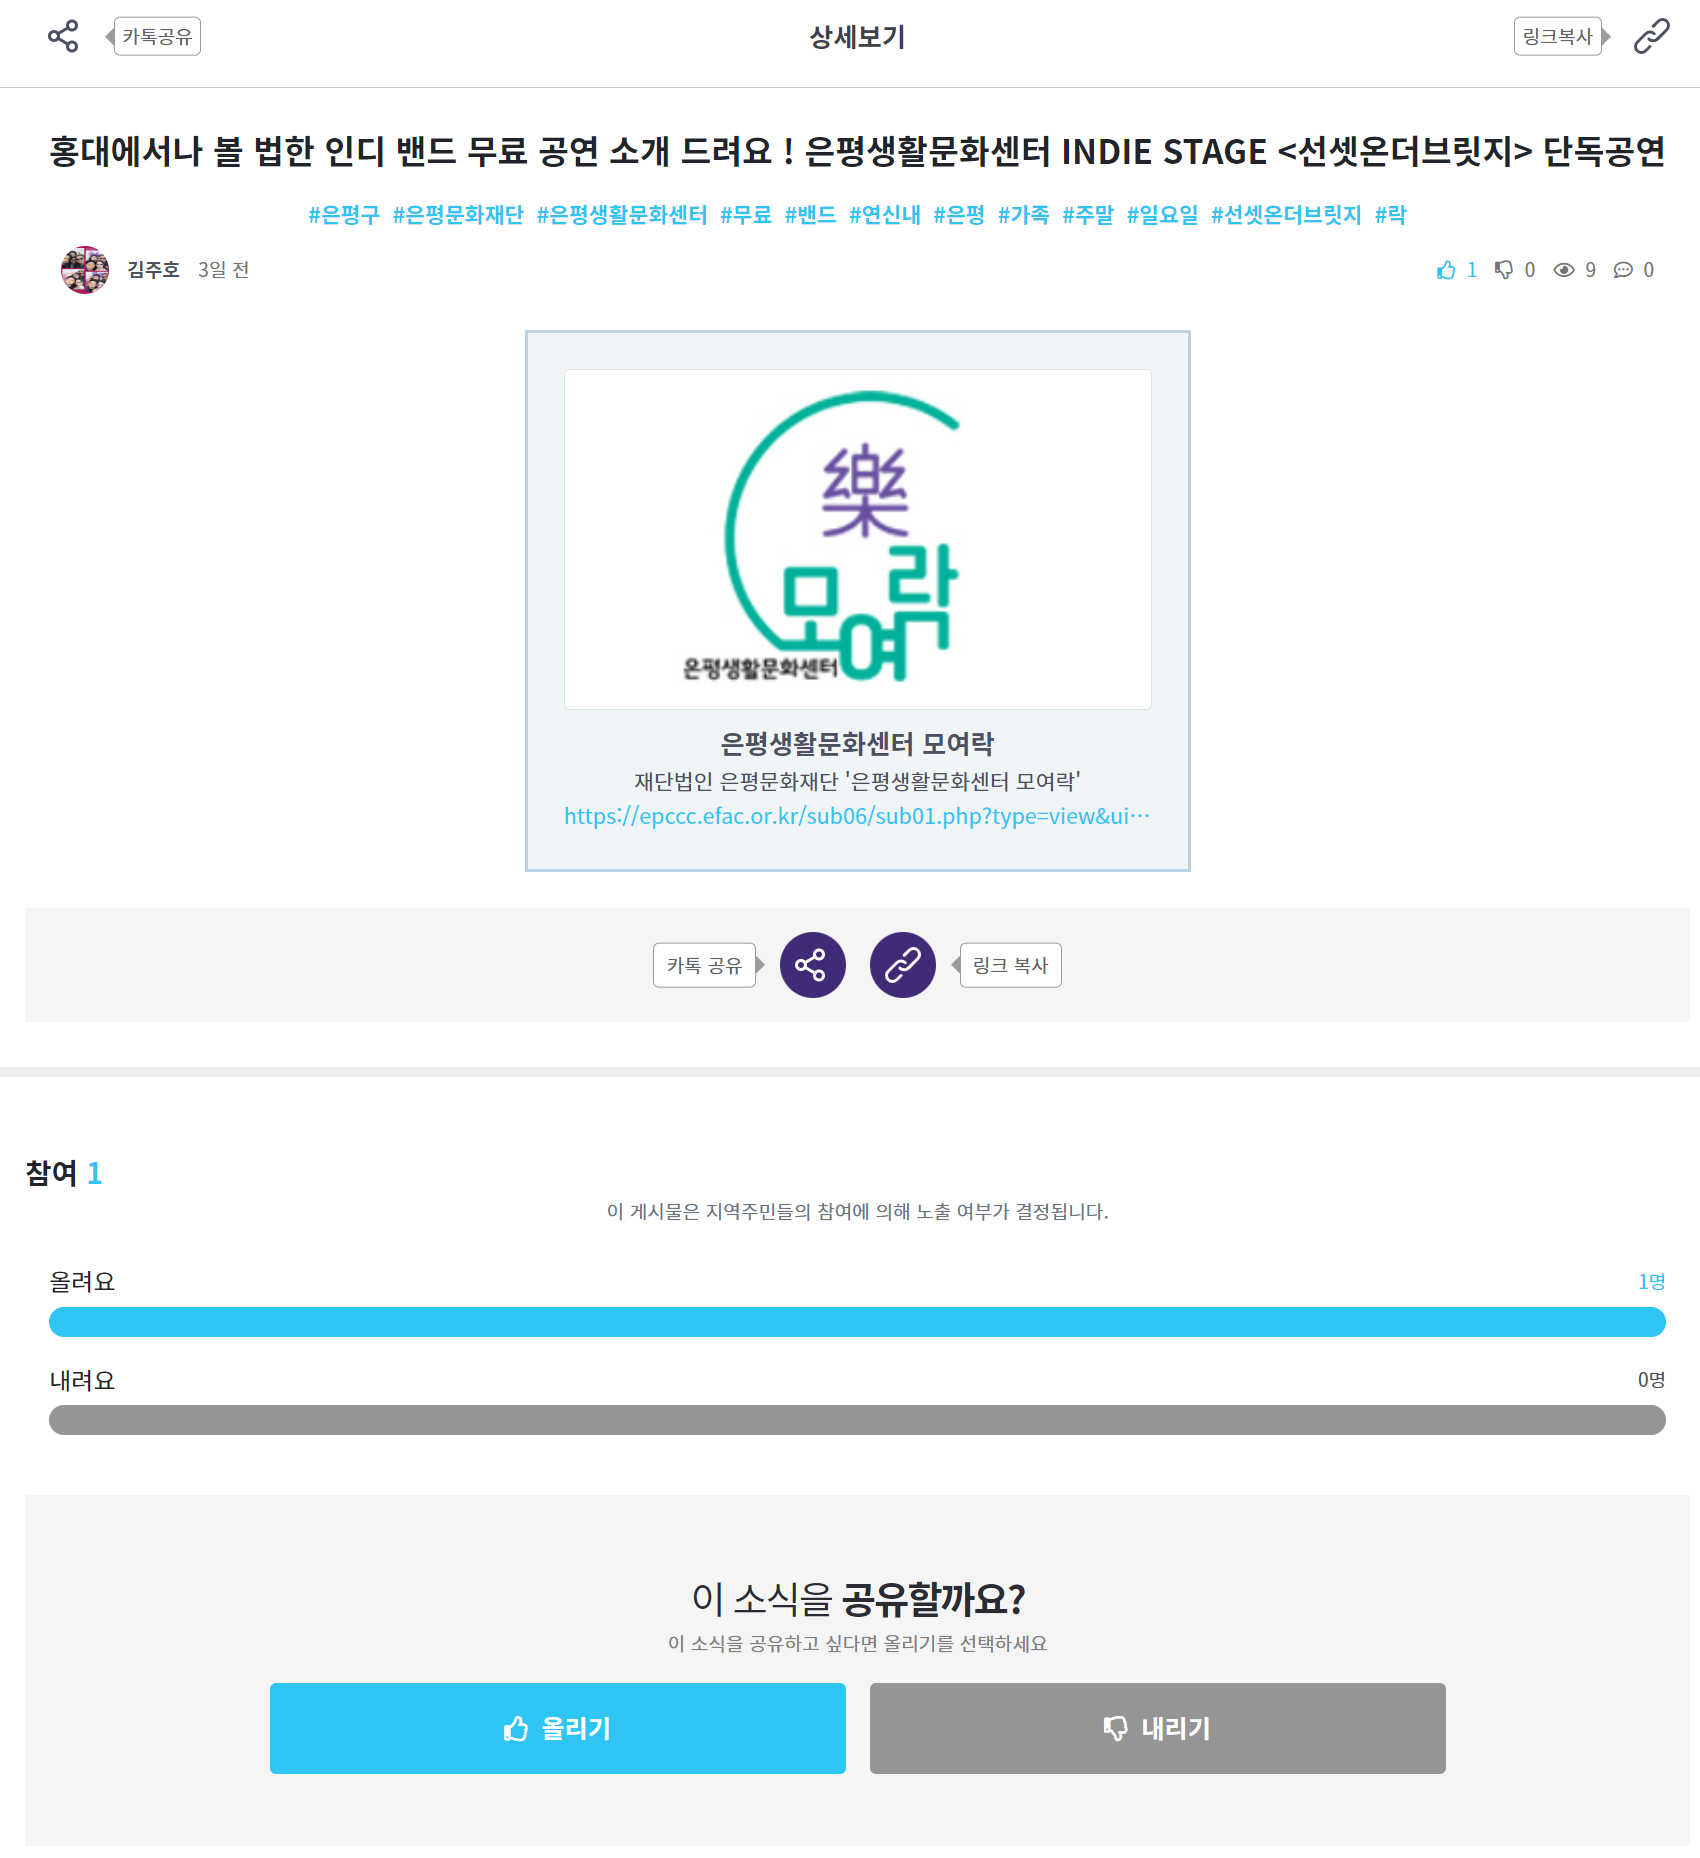 카톡공유
상세보기
링크복사
홍대에서나 볼 법한 인디 밴드 무료 공연 소개 드려요 ! 은평생활문화센터 INDIE STAGE <선셋온더브릿지> 단독공연
#은평구 #은평문화재단 #은평생활문화센터 #무료 #밴드 #연신내 #은평 #가족 #주말 #일요일 #선셋온더브릿지 #락
김주호 3일 전
1 0 9 0
樂
모여락
은평생활문화센터
은평생활문화센터 모여락
재단법인 은평문화재단 '은평생활문화센터 모여락'
https://epccc.efac.or.kr/sub06/sub01.php?type=view&ui…
카톡 공유
링크 복사
참여 1
이 게시물은 지역주민들의 참여에 의해 노출 여부가 결정됩니다.
올려요 1명
내려요 0명
이 소식을 공유할까요?
이 소식을 공유하고 싶다면 올리기를 선택하세요
올리기
내리기